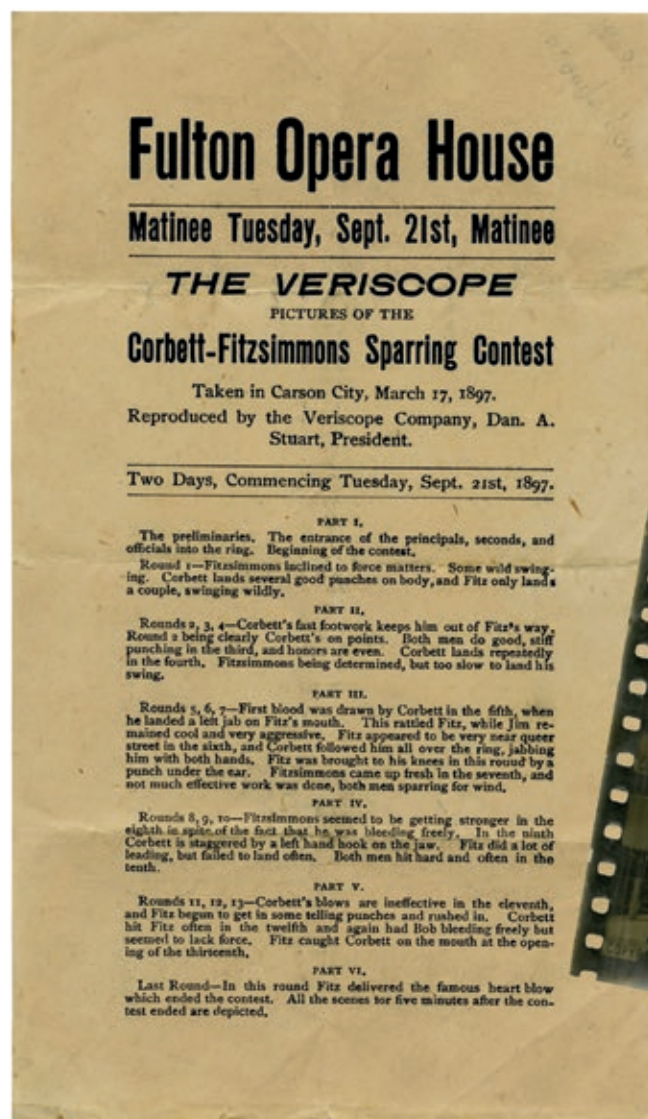 Fulton Opera House
Matinee Tuesday, Sept. 21st, Matinee
THE VERISCOPE
PICTURES OF THE
Corbett-Fitzsimmons Sparring Contest
Taken in Carson City, March 17, 1897.
Reproduced by the Veriscope Company, Dan. A.
Stuart, President.
Two Days, Commencing Tuesday, Sept. 21st, 1897.
PART I.
The preliminaries. The entrance of the principals, seconds, and
officials into the ring. Beginning of the contest.
Round 1—Fitzsimmons inclined to force matters. Some wild swing-
ing. Corbett lands several good punches on body, and Fitz only lands
a couple, swinging wildly.
PART II.
Rounds 2, 3, 4—Corbett's fast footwork keeps him out of Fitz's way.
Round 2 being clearly Corbett's on points. Both men do good, stiff
punching in the third, and honors are even. Corbett lands repeatedly
in the fourth. Fitzsimmons being determined, but too slow to land his
swing.
PART III.
Rounds 5, 6, 7—First blood was drawn by Corbett in the fifth, when
he landed a left jab on Fitz's mouth. This rattled Fitz, while Jim re-
mained cool and very aggressive. Fitz appeared to be very near queer
street in the sixth, and Corbett followed him all over the ring, jabbing
him with both hands. Fitz was brought to his knees in this round by a
punch under the ear. Fitzsimmons came up fresh in the seventh, and
not much effective work was done, both men sparring for wind.
PART IV.
Rounds 8, 9, 10—Fitzsimmons seemed to be getting stronger in the
eighth in spite of the fact that he was bleeding freely. In the ninth
Corbett is staggered by a left hand hook on the jaw. Fitz did a lot of
leading, but failed to land often. Both men hit hard and often in the
tenth.
PART V.
Rounds 11, 12, 13—Corbett's blows are ineffective in the eleventh,
and Fitz begun to get in some telling punches and rushed in. Corbett
hit Fitz often in the twelfth and again had Bob bleeding freely but
seemed to lack force. Fitz caught Corbett on the mouth at the open-
ing of the thirteenth.
PART VI.
Last Round—In this round Fitz delivered the famous heart blow
which ended the contest. All the scenes for five minutes after the con-
test ended are depicted.